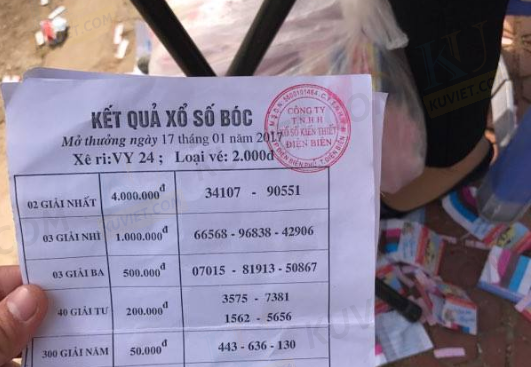 KẾT QUẢ XỔ SỐ BÓC
Mở thưởng ngày 17 tháng 01 năm 2017
Xê ri:VY 24 ; Loại vé: 2.000đ
CÔNG TY
T.N.H.H
XỔ SỐ KIẾN THIẾT
ĐIỆN BIÊN
02 GIẢI NHẤT 4.000.000đ 34107 - 90551
03 GIẢI NHÌ 1.000.000đ 66568 - 96838 - 42906
03 GIẢI BA 500.000đ 07015 - 81913 - 50867
40 GIẢI TƯ 200.000đ 3575 - 7381
1562 - 5656
300 GIẢI NĂM 50.000đ 443 - 636 - 130
KUVIET.COM